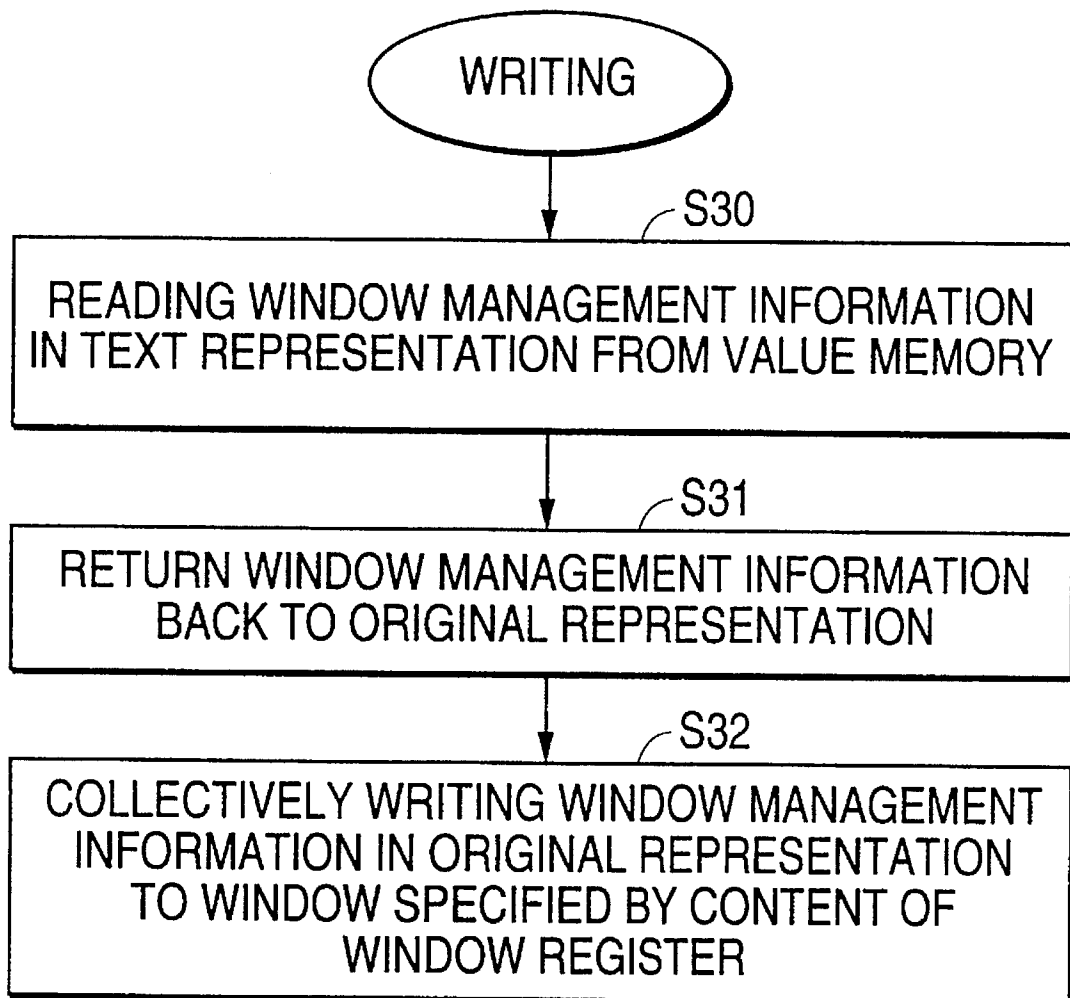 WRITING
S30
READING WINDOW MANAGEMENT INFORMATION
IN TEXT REPRESENTATION FROM VALUE MEMORY
S31
RETURN WINDOW MANAGEMENT INFORMATION
BACK TO ORIGINAL REPRESENTATION
S32
COLLECTIVELY WRITING WINDOW MANAGEMENT
INFORMATION IN ORIGINAL REPRESENTATION
TO WINDOW SPECIFIED BY CONTENT OF
WINDOW REGISTER